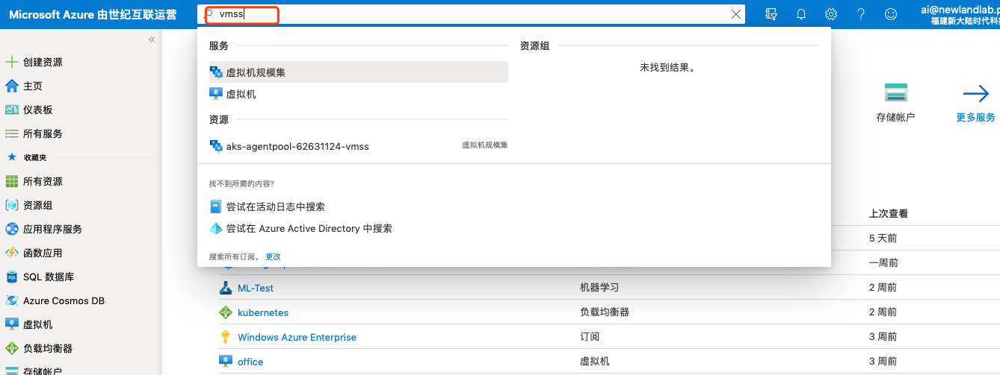 Microsoft Azure 由世纪互联运营
vmss
ai@newlandlab.p
福建新大陆时代科
创建资源
主页
仪表板
所有服务
收藏夹
所有资源
资源组
应用程序服务
函数应用
SQL 数据库
Azure Cosmos DB
虚拟机
负载均衡器
存储帐户
服务
虚拟机规模集
虚拟机
资源
aks-agentpool-62631124-vmss 虚拟机规模集
资源组
未找到结果。
找不到所需的内容?
尝试在活动日志中搜索
尝试在 Azure Active Directory 中搜索
搜索所有订阅。 更改
存储帐户
更多服务
上次查看
5 天前
一周前
ML-Test 机器学习 2 周前
kubernetes 负载均衡器 2 周前
Windows Azure Enterprise 订阅 3 周前
office 虚拟机 3 周前